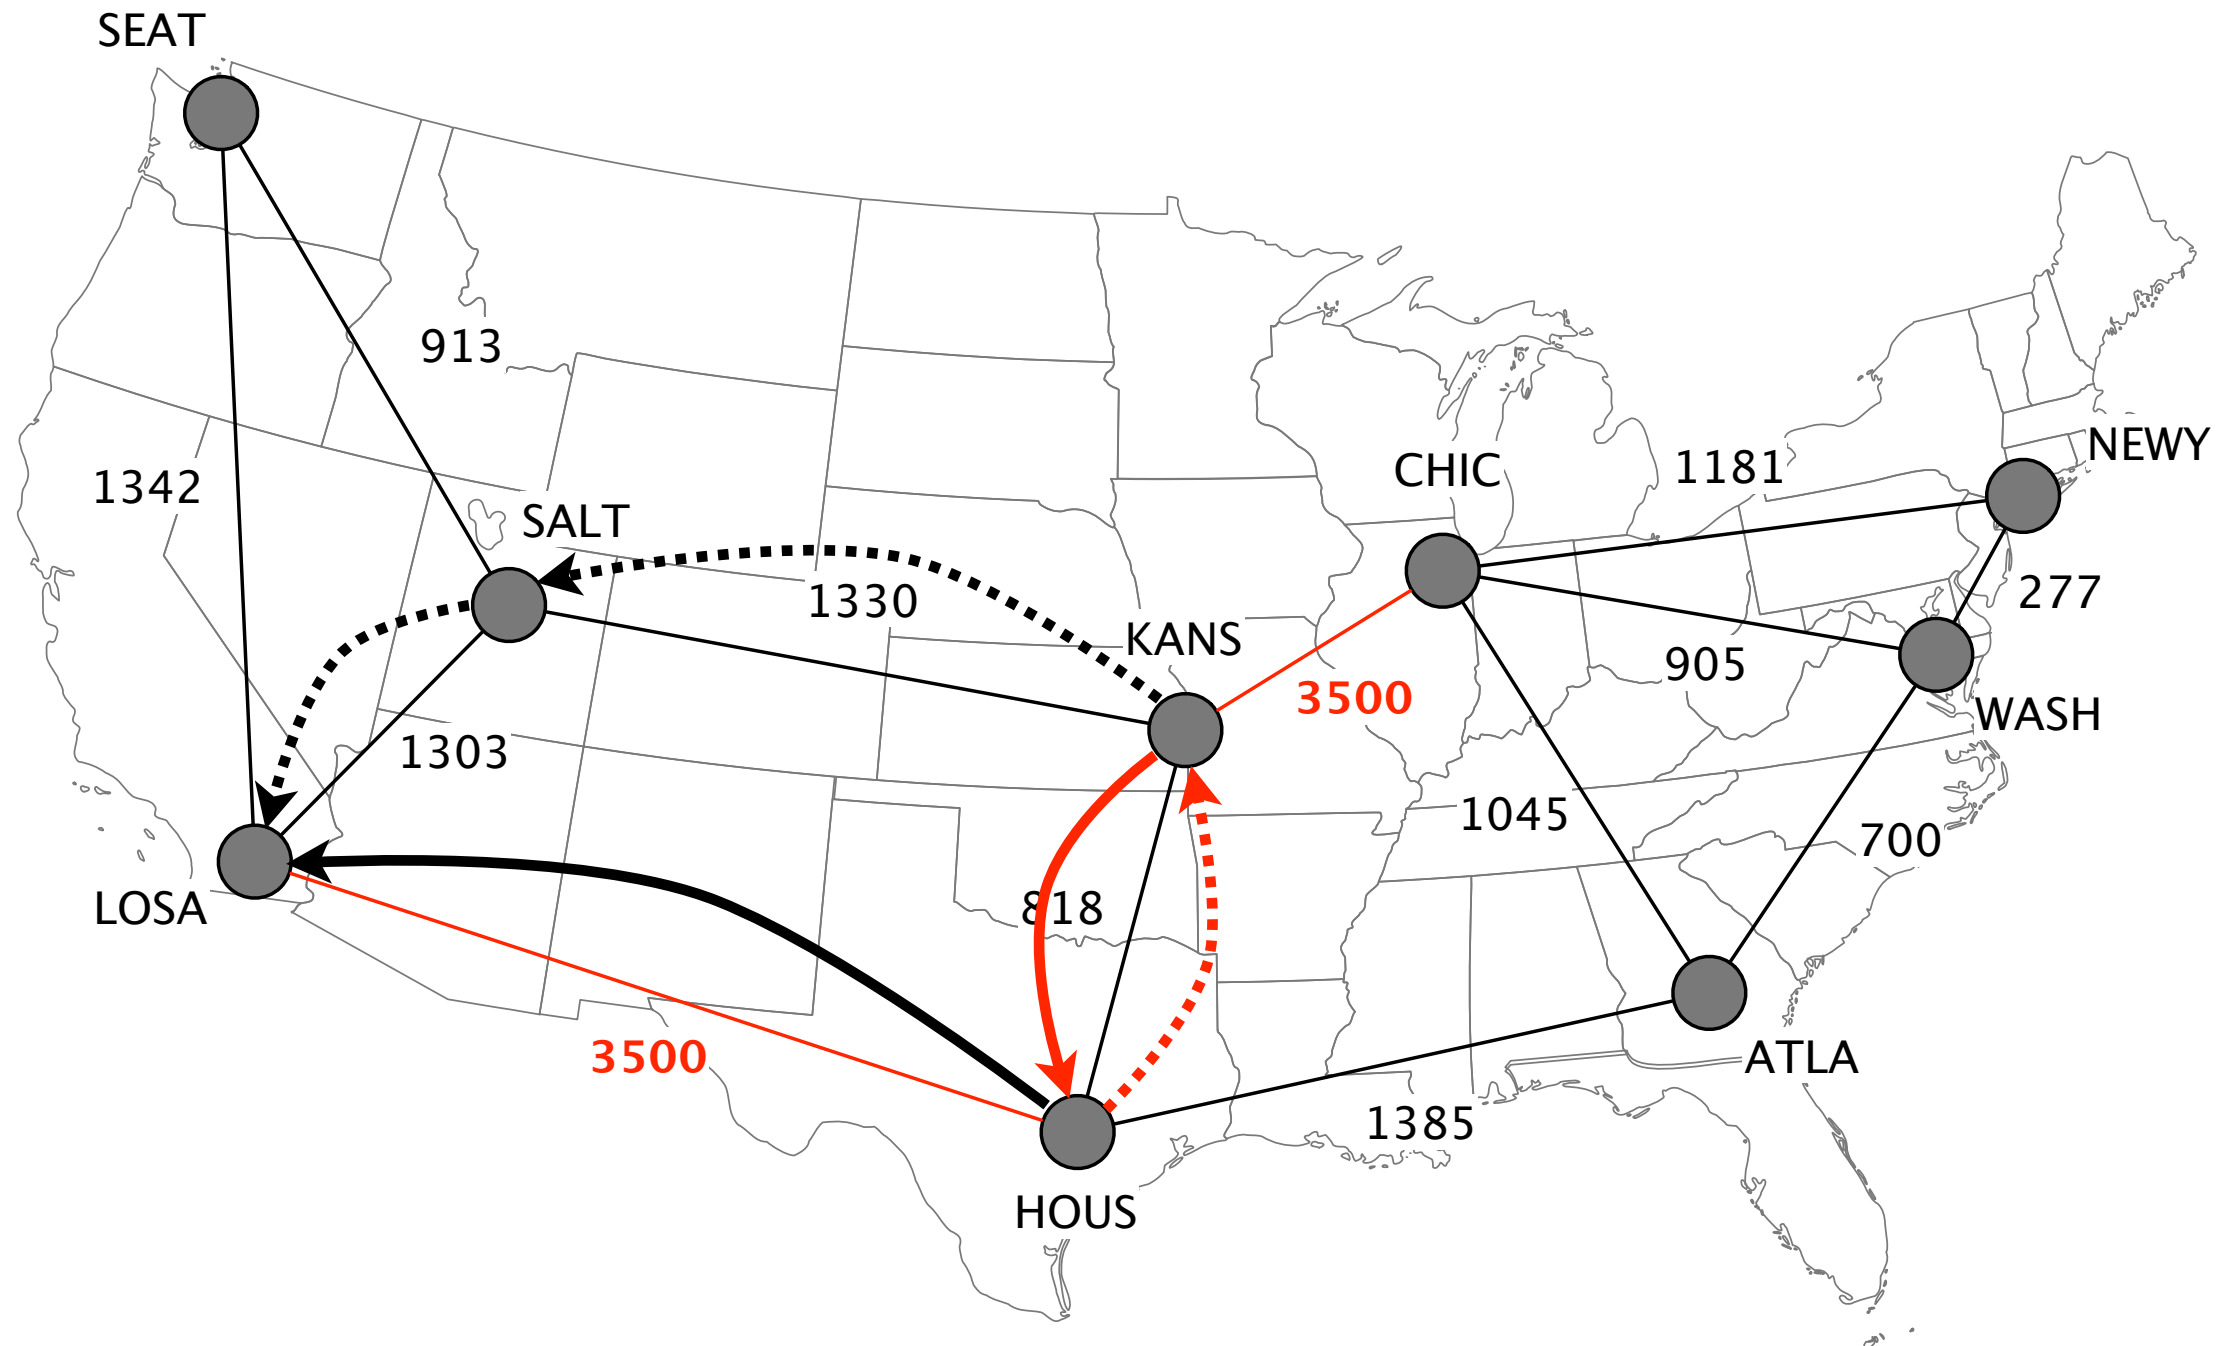 SEAT
913
NEWY
CHIC
1181
1342
SALT
1330
277
KANS
905
3500
WASH
1303
1045
700
818
LOSA
3500
ATLA
1385
HOUS